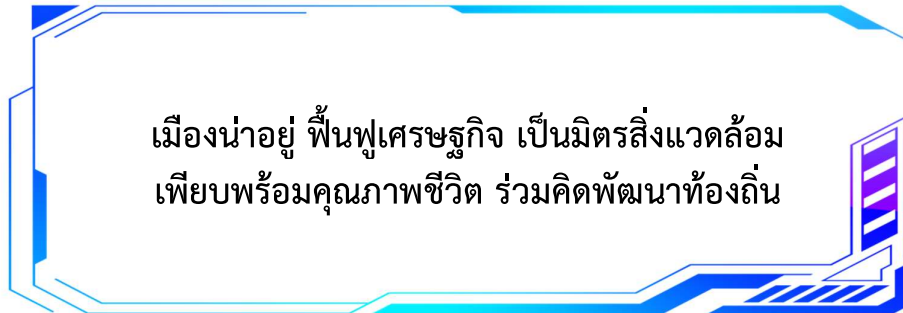 เมืองน่าอยู่ ฟื้นฟูเศรษฐกิจ เป็นมิตรสิ่งแวดล้อม
เพียบพร้อมคุณภาพชีวิต ร่วมคิดพัฒนาท้องถิ่น